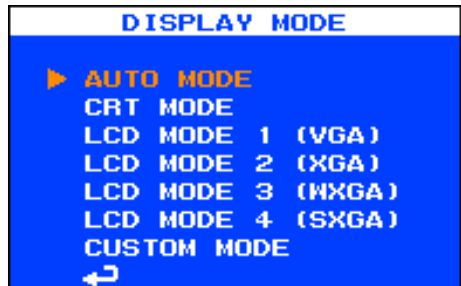 DISPLAY MODE
AUTO MODE
CRT MODE
LCD MODE 1 (VGA)
LCD MODE 2 (XGA)
LCD MODE 3 (WXGA)
LCD MODE 4 (SXGA)
CUSTOM MODE